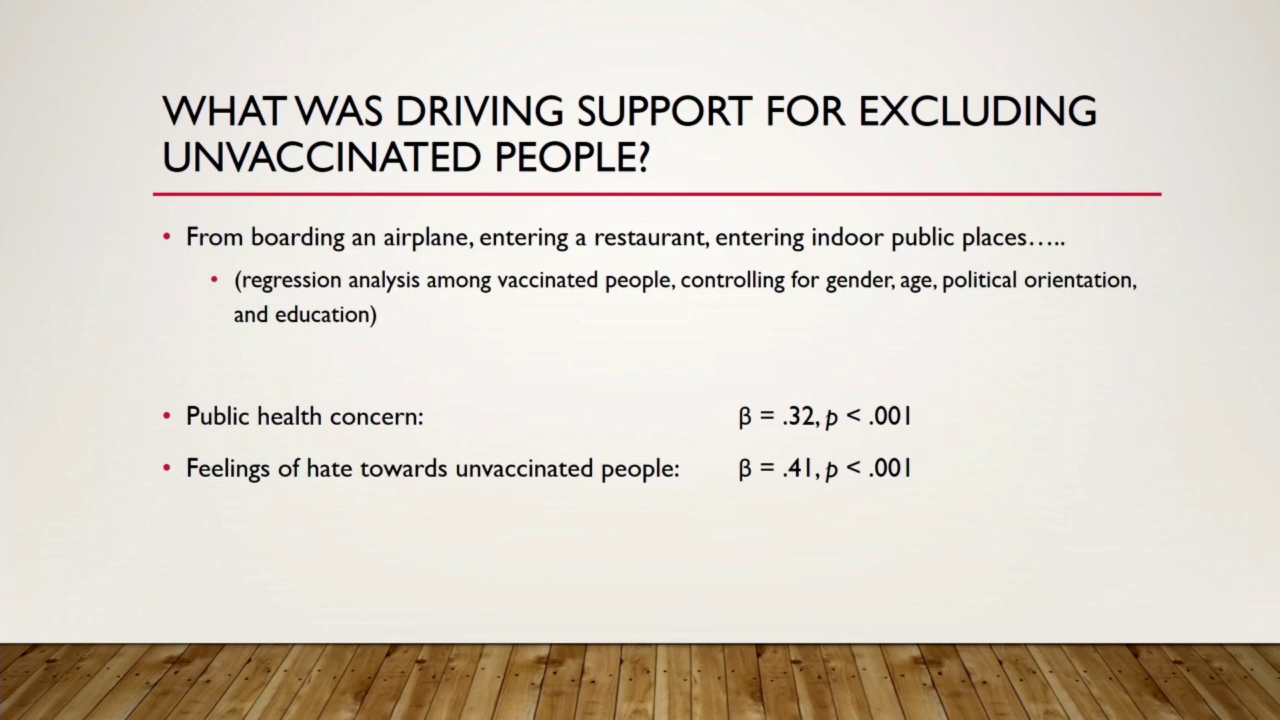 WHAT WAS DRIVING SUPPORT FOR EXCLUDING
UNVACCINATED PEOPLE?
• From boarding an airplane, entering a restaurant, entering indoor public places…..
• (regression analysis among vaccinated people, controlling for gender, age, political orientation,
and education)
• Public health concern: β = .32, p < .001
• Feelings of hate towards unvaccinated people: β = .41, p < .001